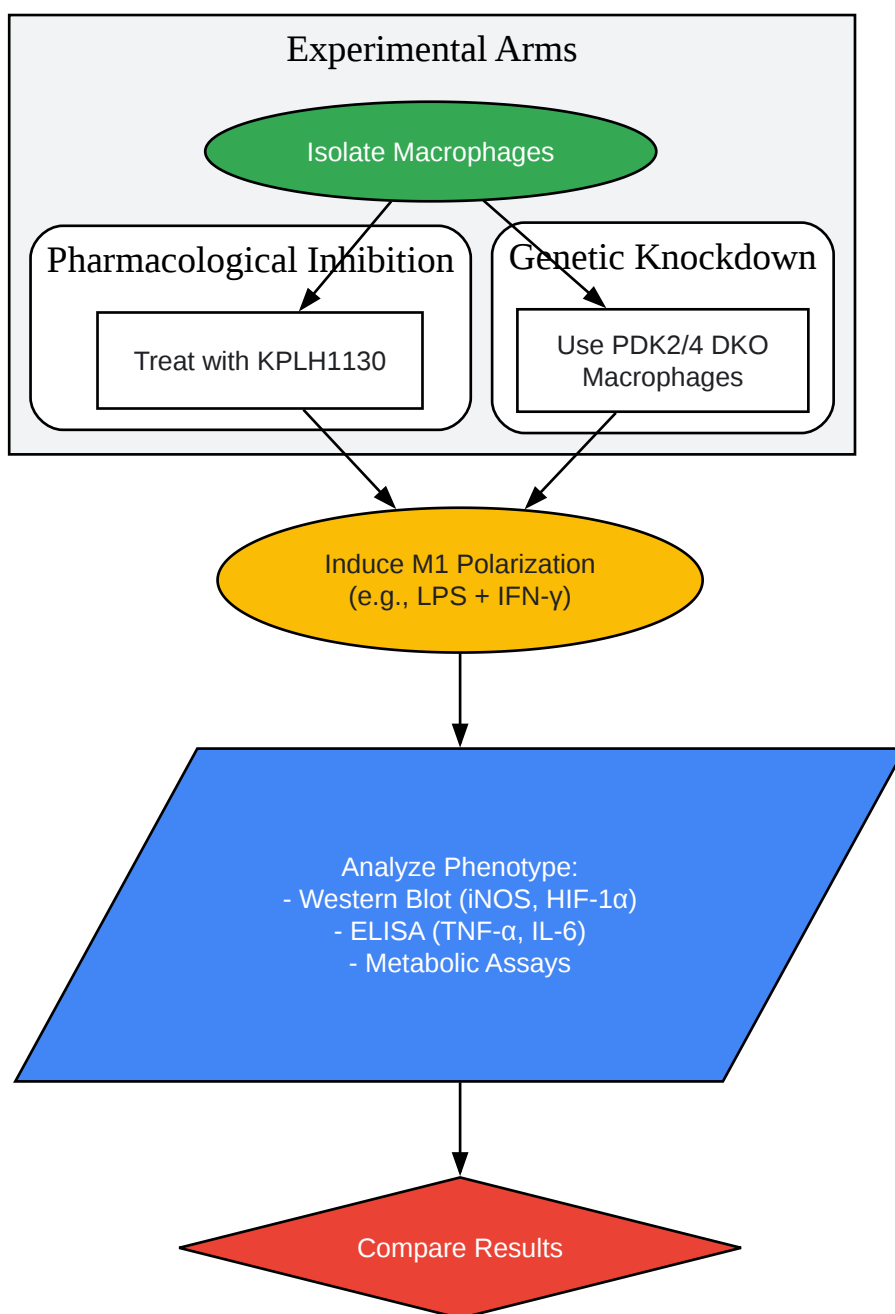 Experimental Arms
Isolate Macrophages
Pharmacological Inhibition
Genetic Knockdown
Treat with KPLH1130
Use PDK2/4 DKO
Macrophages
Induce M1 Polarization
(e.g., LPS + IFN-γ)
Analyze Phenotype:
- Western Blot (iNOS, HIF-1α)
- ELISA (TNF-α, IL-6)
- Metabolic Assays
Compare Results